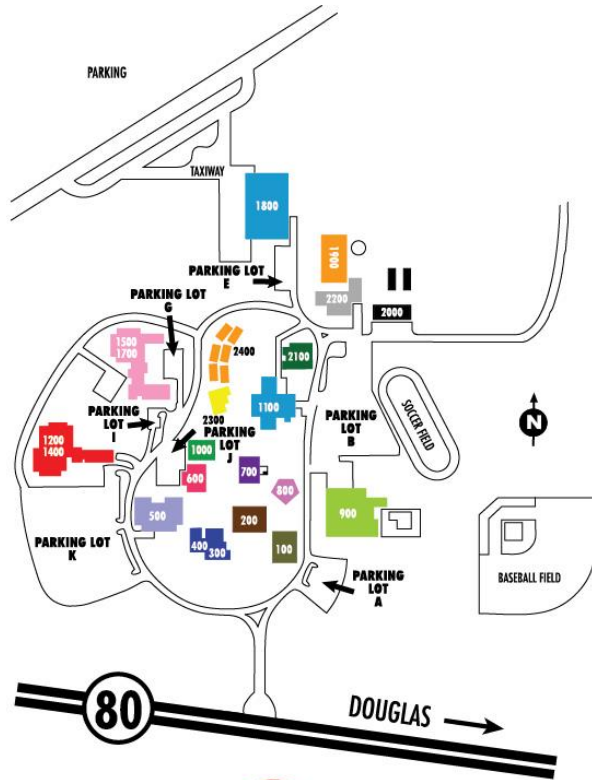 PARKING
TAXIWAY
1800
1900
PARKING LOT
E
2200
2000
PARKING LOT
G
1500
1700
2400
2100
1100
2300
PARKING
LOT
I
PARKING
LOT
J
PARKING
LOT
B
SOCCER FIELD
N
1200
1400
1000
700
600
800
500
200
900
400
300
100
PARKING LOT
K
PARKING
LOT
A
BASEBALL FIELD
80
DOUGLAS